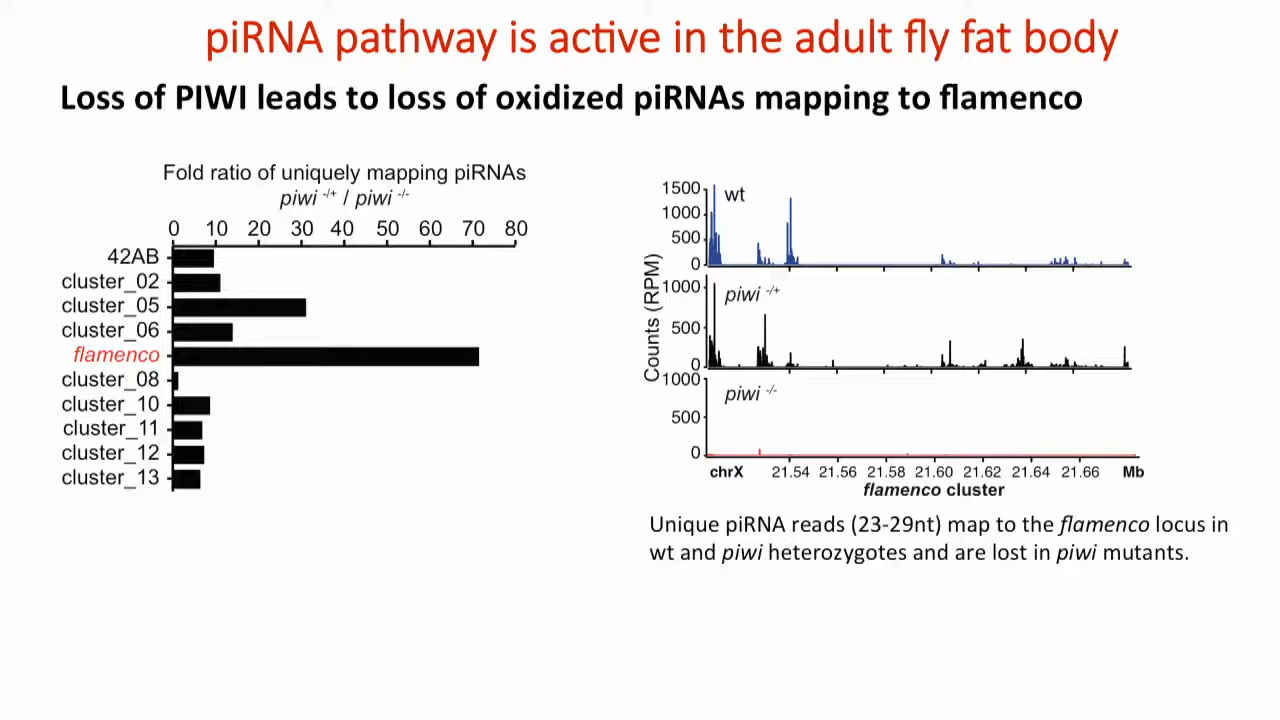 piRNA pathway is active in the adult fly fat body
Loss of PIWI leads to loss of oxidized piRNAs mapping to flamenco
Fold ratio of uniquely mapping piRNAs
piwi -/+ / piwi -/-
0 10 20 30 40 50 60 70 80
42AB
cluster_02
cluster_05
cluster_06
flamenco
cluster_08
cluster_10
cluster_11
cluster_12
cluster_13
Counts (RPM)
1500
1000
500
0
wt
1000
500
0
piwi -/+
1000
500
0
piwi -/-
chrX 21.54 21.56 21.58 21.60 21.62 21.64 21.66 Mb
flamenco cluster
Unique piRNA reads (23-29nt) map to the flamenco locus in
wt and piwi heterozygotes and are lost in piwi mutants.